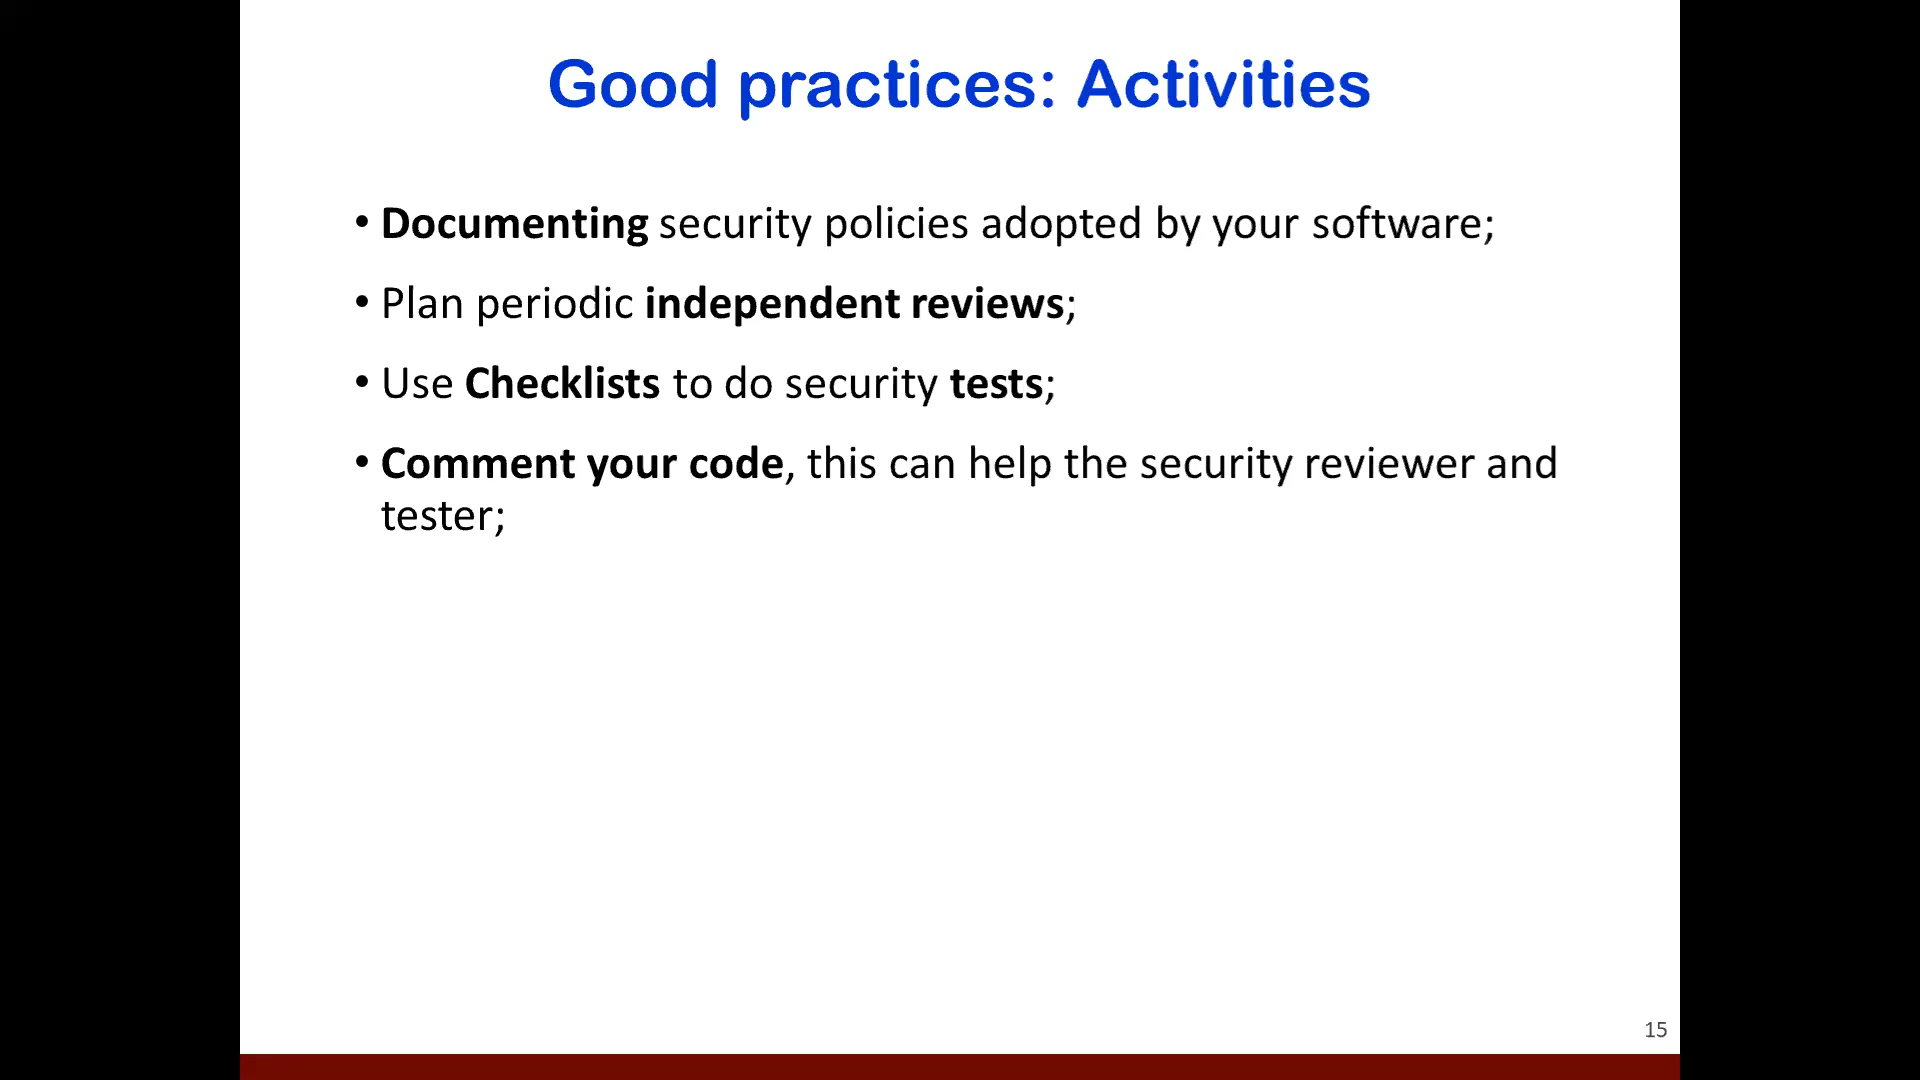 Good practices: Activities
• Documenting security policies adopted by your software;
• Plan periodic independent reviews;
• Use Checklists to do security tests;
• Comment your code, this can help the security reviewer and
tester;
15